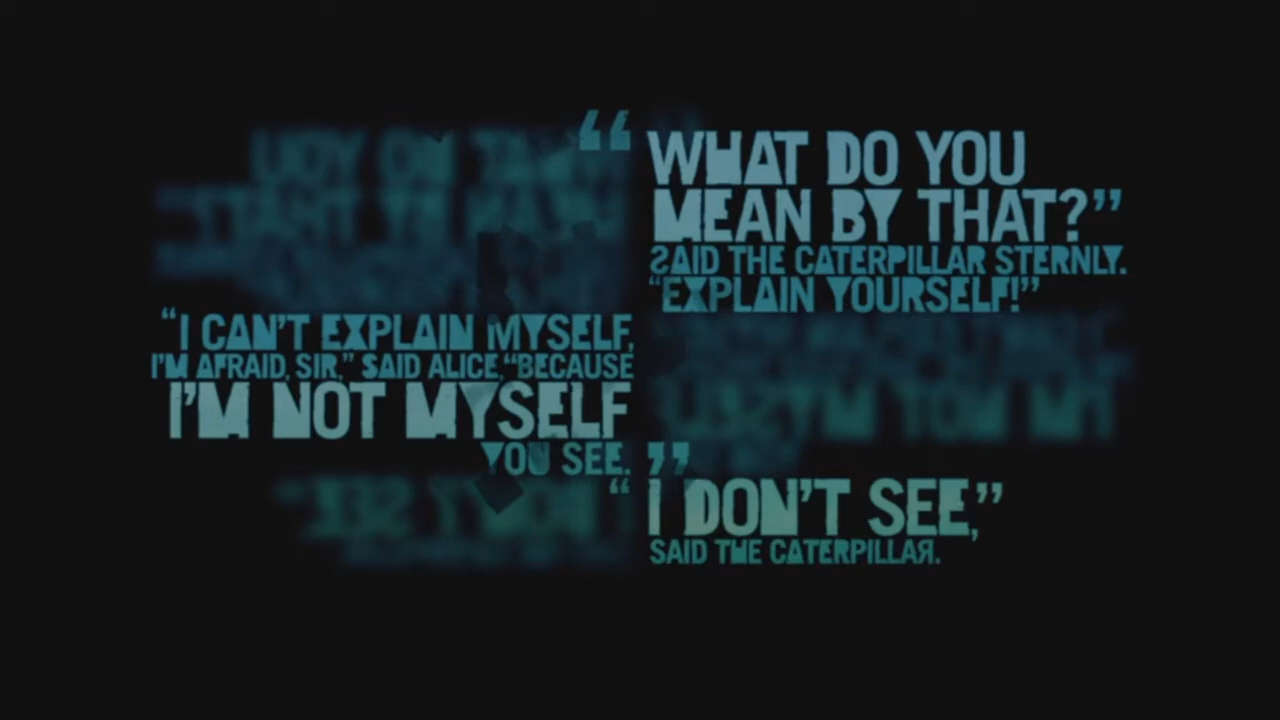 “WHAT DO YOU
MEAN BY THAT?”
SAID THE CATERPILLAR STERNLY.
“EXPLAIN YOURSELF!”
“I CAN’T EXPLAIN MYSELF,
I’M AFRAID, SIR,” SAID ALICE, “BECAUSE
I’M NOT MYSELF
YOU SEE.”
“I DON’T SEE,”
SAID THE CATERPILLAR.